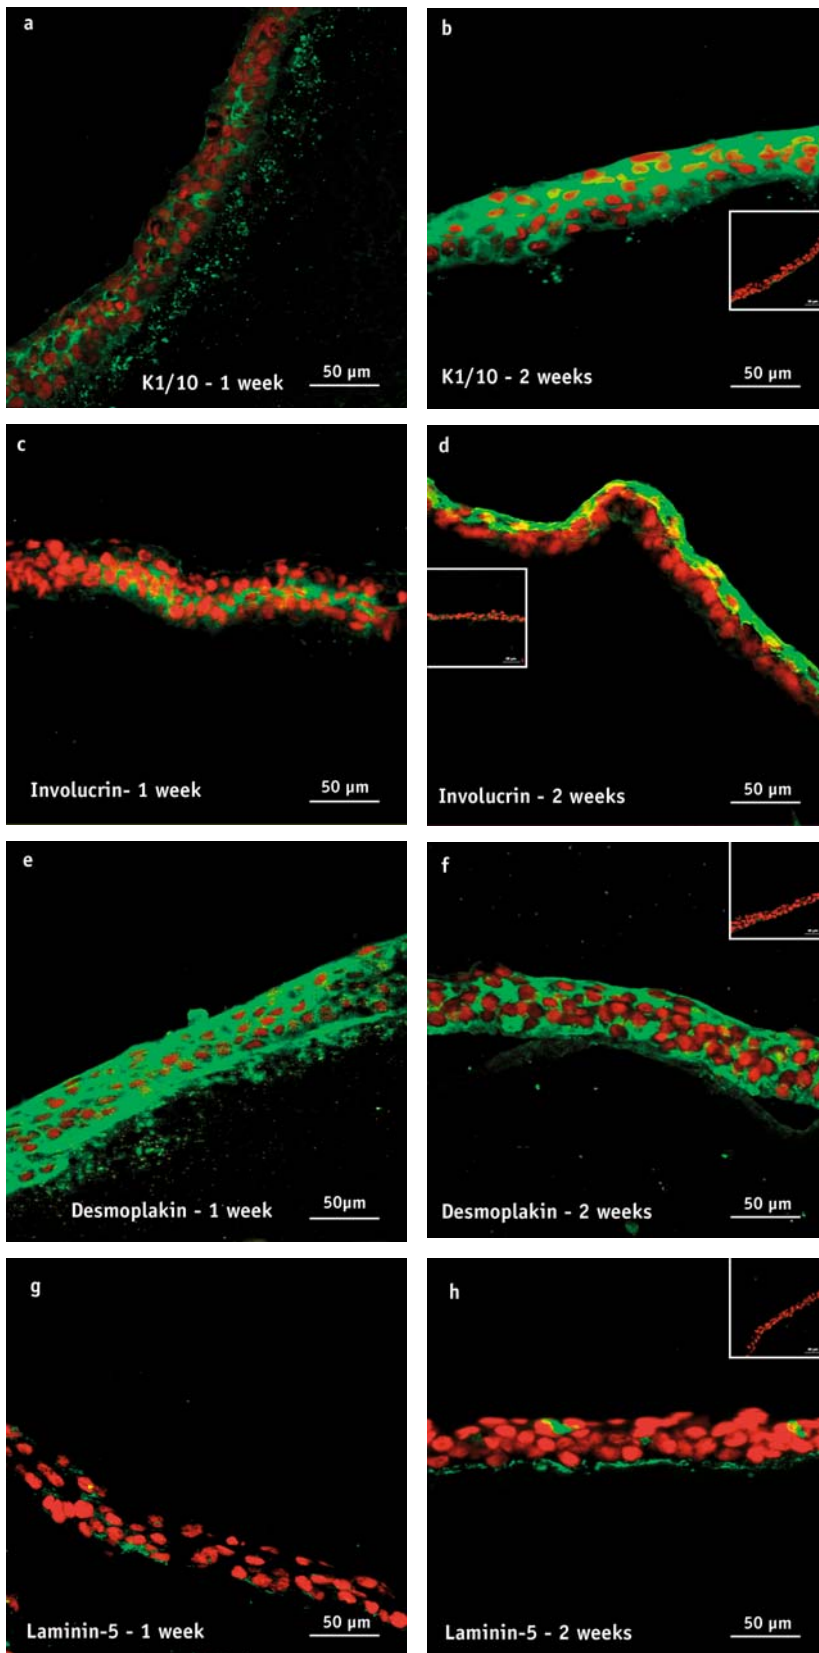 a
K1/10 - 1 week
50 µm
b
K1/10 - 2 weeks
50 µm
c
Involucrin- 1 week
50 µm
d
Involucrin - 2 weeks
50 µm
e
Desmoplakin - 1 week
50µm
f
Desmoplakin - 2 weeks
50 µm
g
Laminin-5 - 1 week
50 µm
h
Laminin-5 - 2 weeks
50 µm